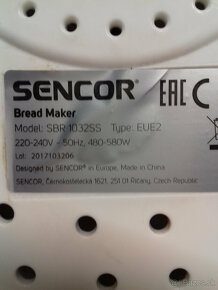 SENCOR®
EAC
Bread Maker
Model: SBR 1032SS Type: EUE2
220-240V ~ 50Hz, 480-580W
Lot: 2017103206
Designed by SENCOR® in Europe, Made in China
SENCOR, Černokostelecká 1621, 251 01 Říčany, Czech Republic